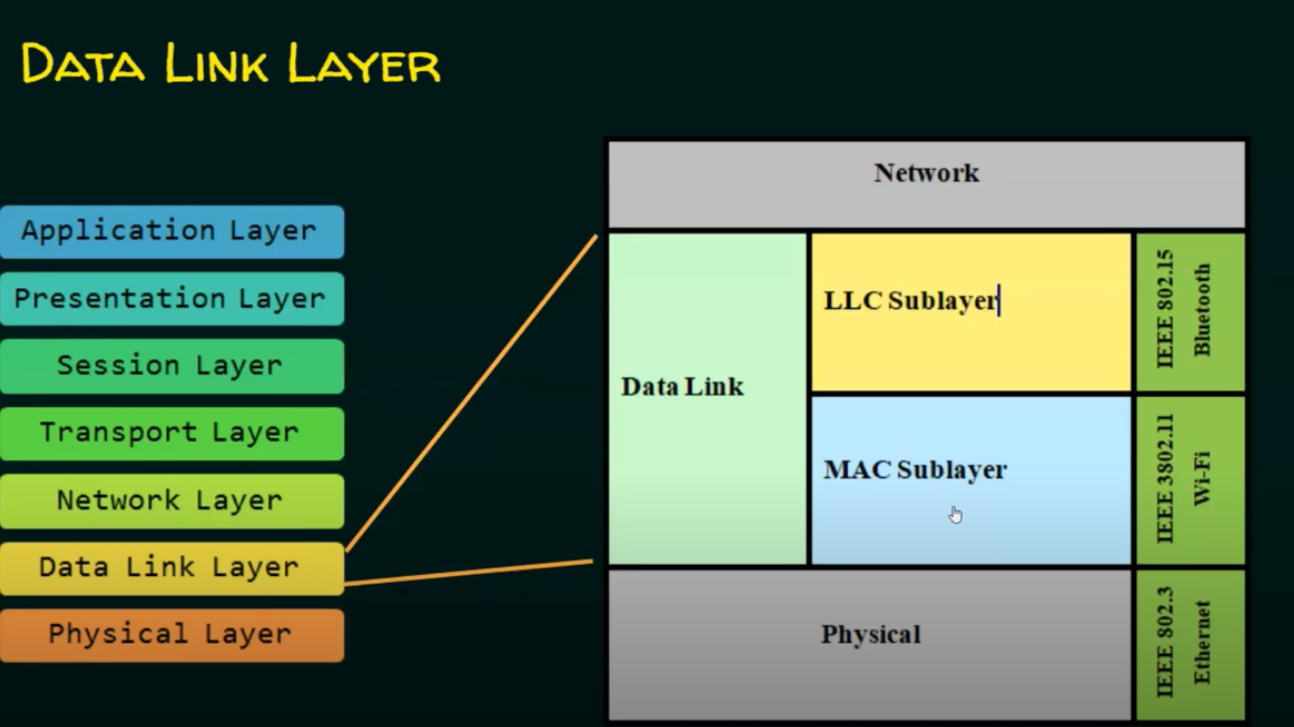 Data Link Layer
Application Layer
Presentation Layer
Session Layer
Transport Layer
Network Layer
Data Link Layer
Physical Layer
Network
Data Link
LLC Sublayer
MAC Sublayer
Physical
IEEE 802.15
Bluetooth
IEEE 3802.11
Wi-Fi
IEEE 802.3
Ethernet